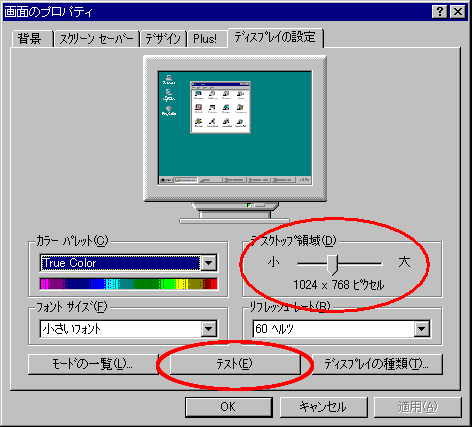 画面のプロパティ
背景 スクリーン セーバー デザイン Plus! ディスプレイの設定
カラー パレット(C) デスクトップ領域(D)
True Color 小 大
1024 × 768 ピクセル
フォント サイズ(F) リフレッシュ レート(R)
小さいフォント 60 ヘルツ
モードの一覧(L)... テスト(E) ディスプレイの種類(T)...
OK キャンセル 適用(A)